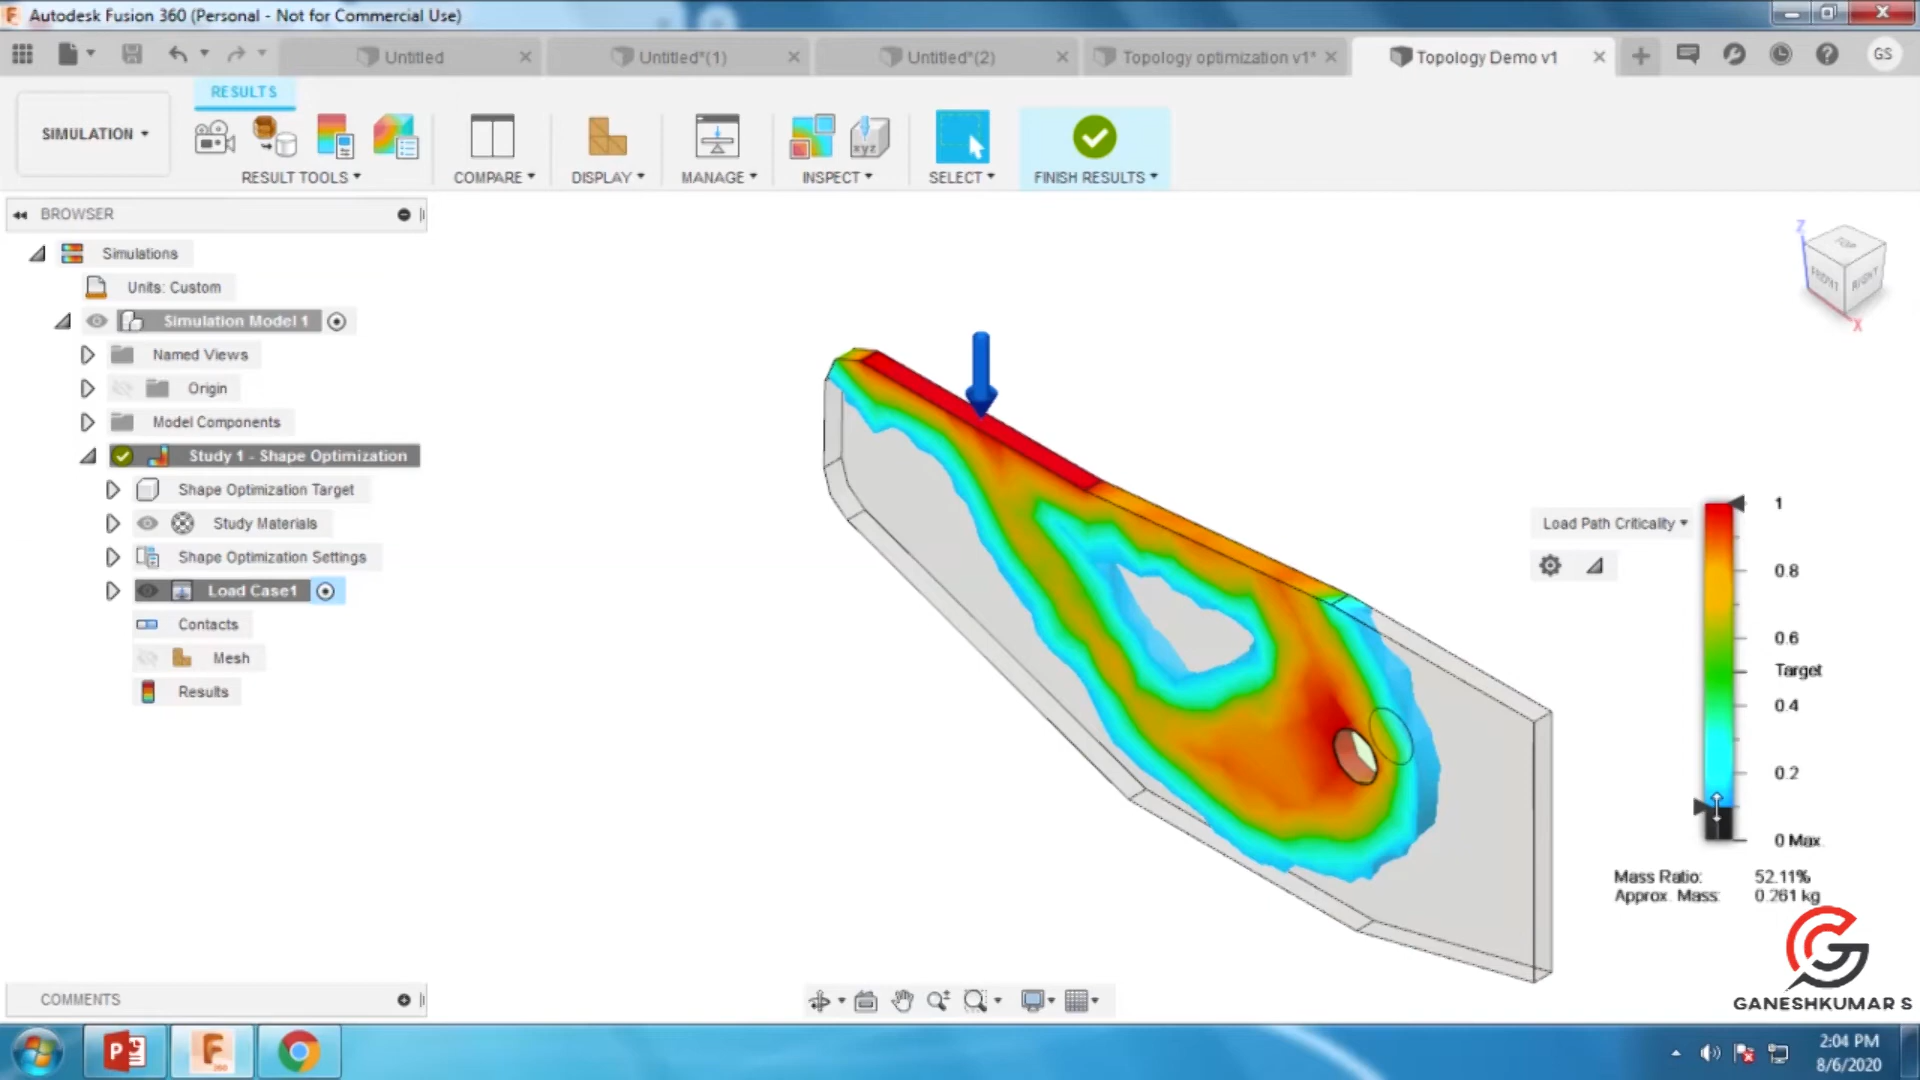 Autodesk Fusion 360 (Personal - Not for Commercial Use)
Untitled
Untitled*(1)
Untitled*(2)
Topology optimization v1*
Topology Demo v1
GS
RESULTS
SIMULATION
RESULT TOOLS
COMPARE
DISPLAY
MANAGE
INSPECT
SELECT
FINISH RESULTS
xyz
BROWSER
Simulations
Units: Custom
Simulation Model 1
Named Views
Origin
Model Components
Study 1 - Shape Optimization
Shape Optimization Target
Study Materials
Shape Optimization Settings
Load Case1
Contacts
Mesh
Results
Z
TOP
FRONT
RIGHT
X
Load Path Criticality
1
0.8
0.6
Target
0.4
0.2
0 Max.
Mass Ratio: 52.11%
Approx. Mass: 0.261 kg
GANESHKUMAR S
COMMENTS
2:04 PM
8/6/2020